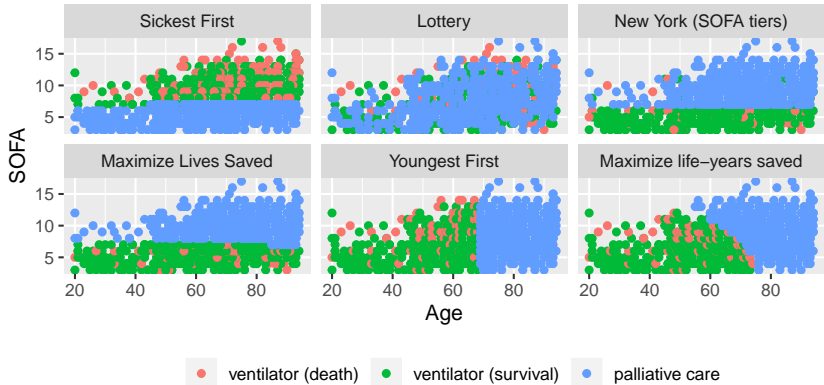 Sickest First
Lottery
New York (SOFA tiers)
15
10
5
SOFA
Maximize Lives Saved
Youngest First
Maximize life−years saved
15
10
5
20 40 60 80
20 40 60 80
20 40 60 80
Age
ventilator (death)
ventilator (survival)
palliative care